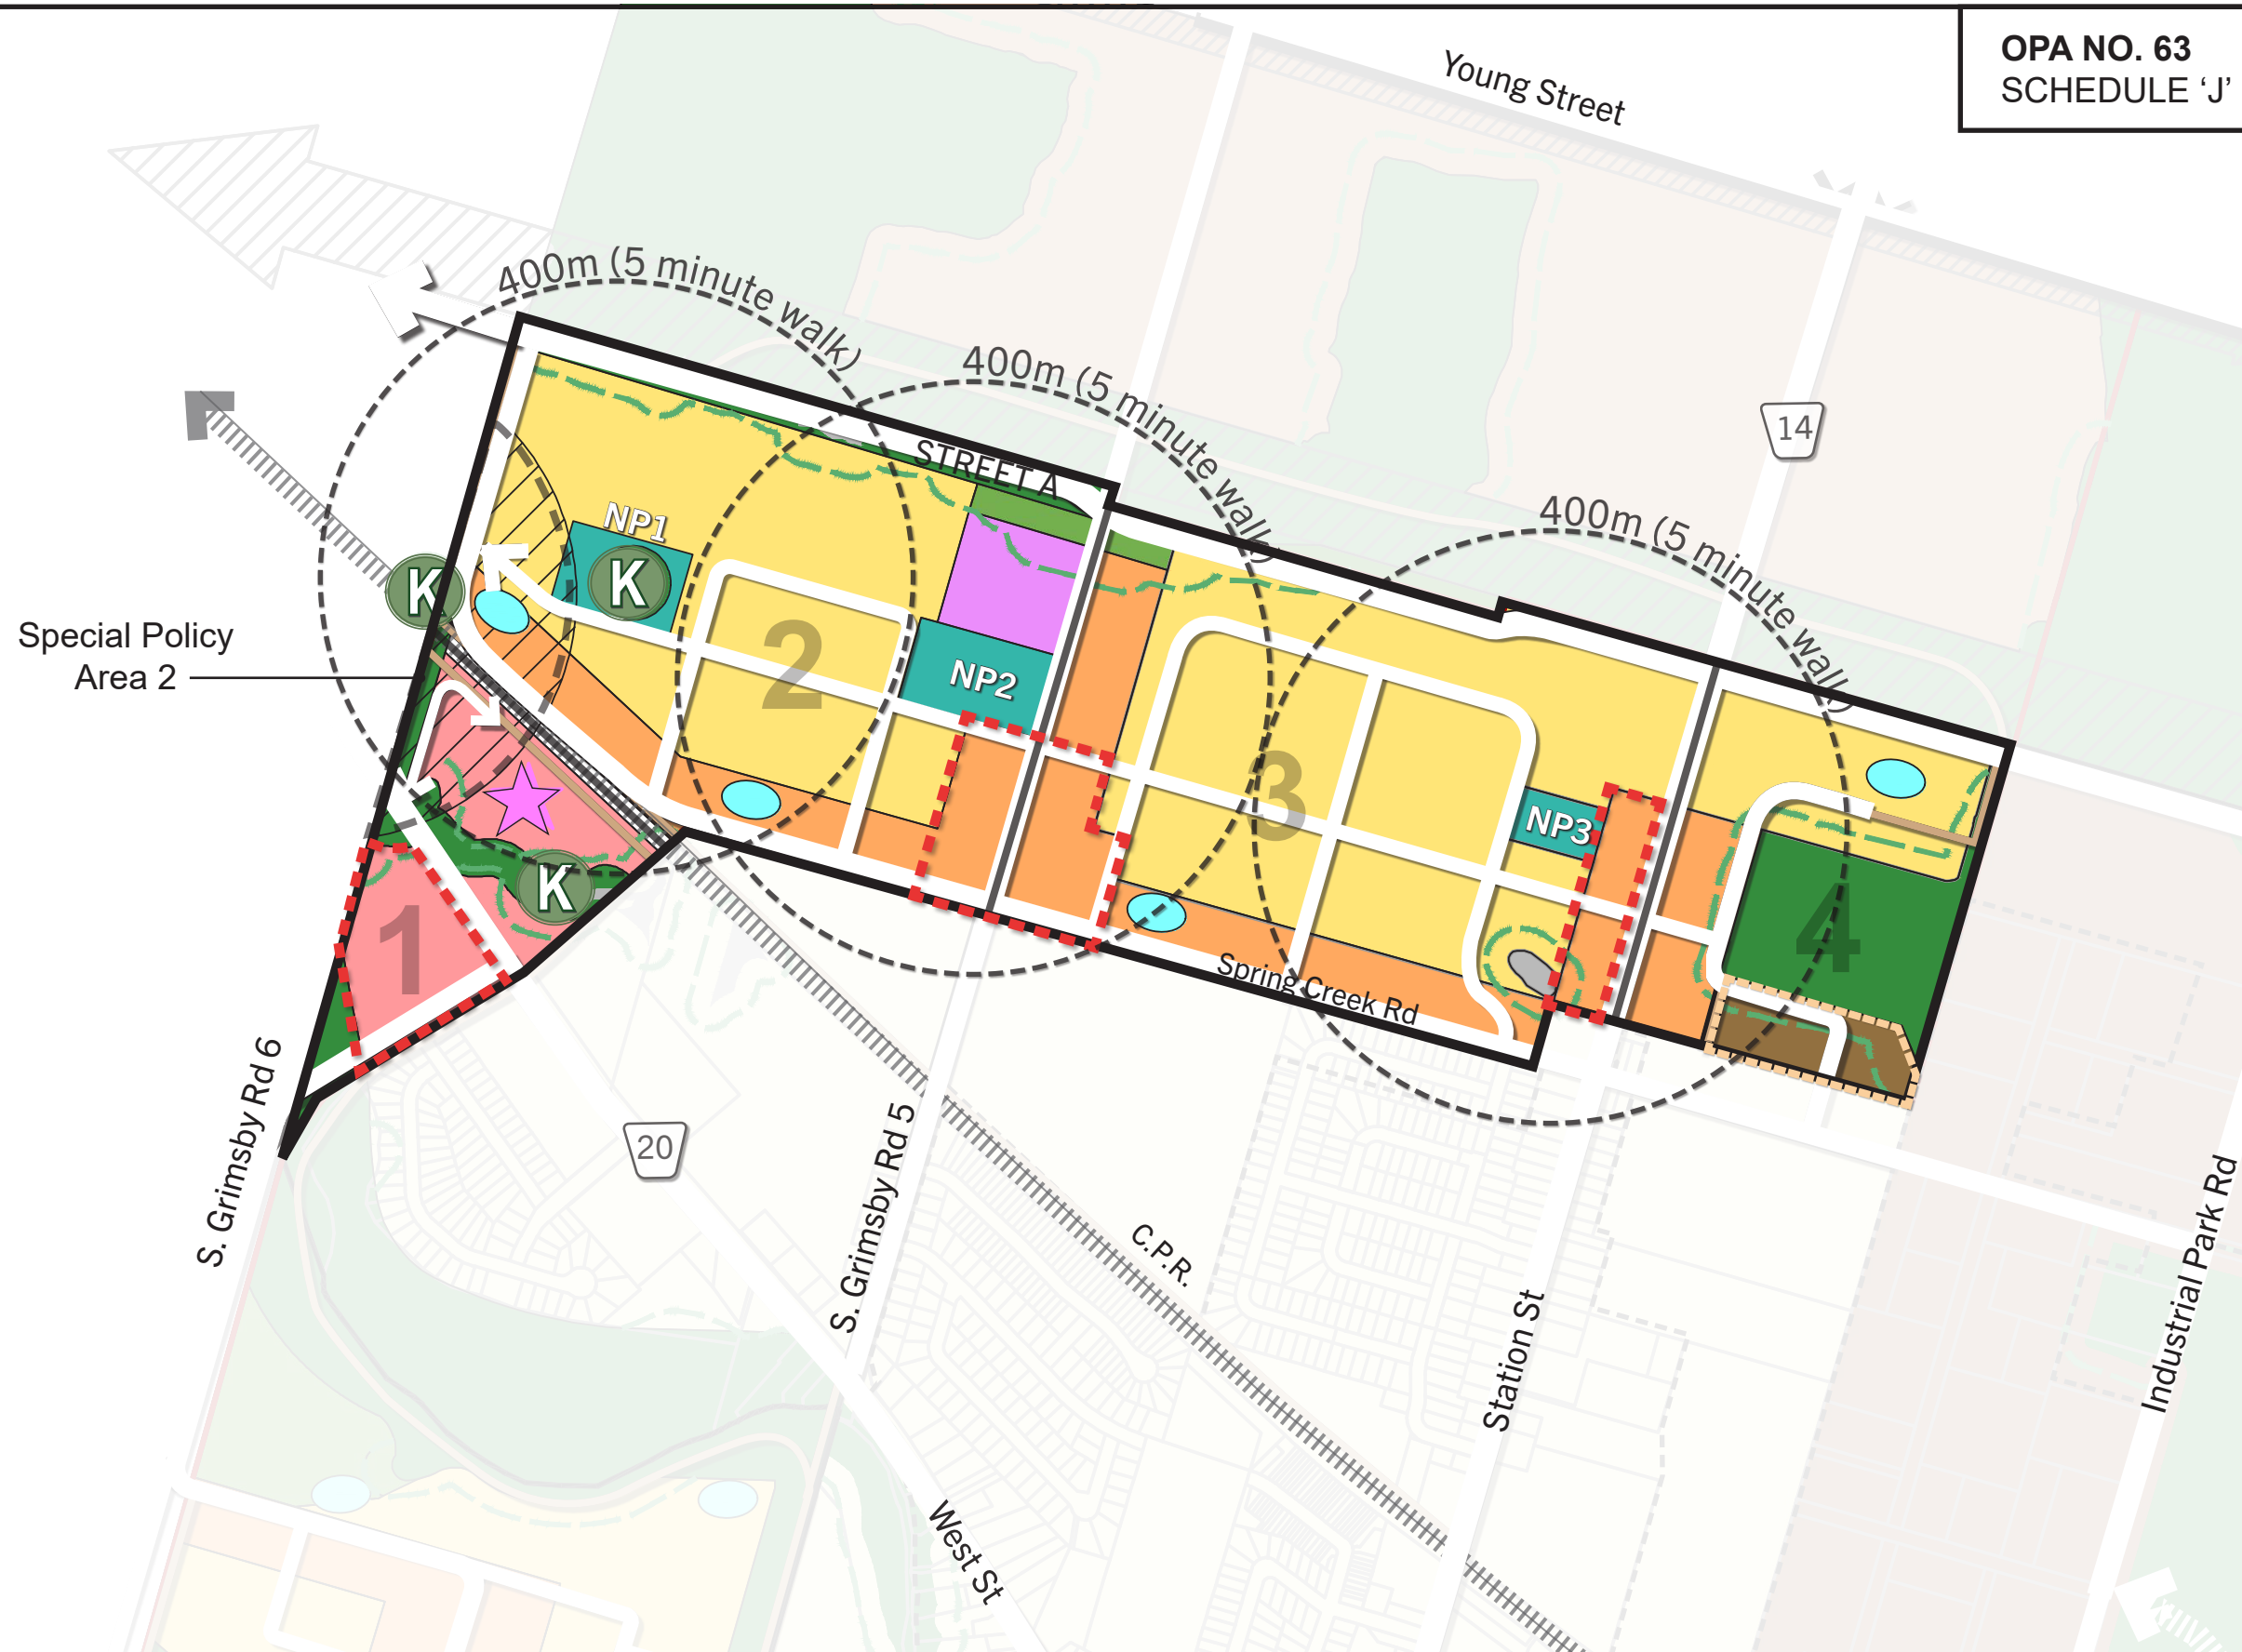 OPA NO. 63
SCHEDULE ‘J’
Young Street
400m (5 minute walk)
400m (5 minute walk)
400m (5 minute walk)
14
STREET A
NP1
K
K
Special Policy
Area 2
2
NP2
3
NP3
4
K
1
Spring Creek Rd
S. Grimsby Rd 6
20
S. Grimsby Rd 5
C.P.R.
Station St
Industrial Park Rd
West St